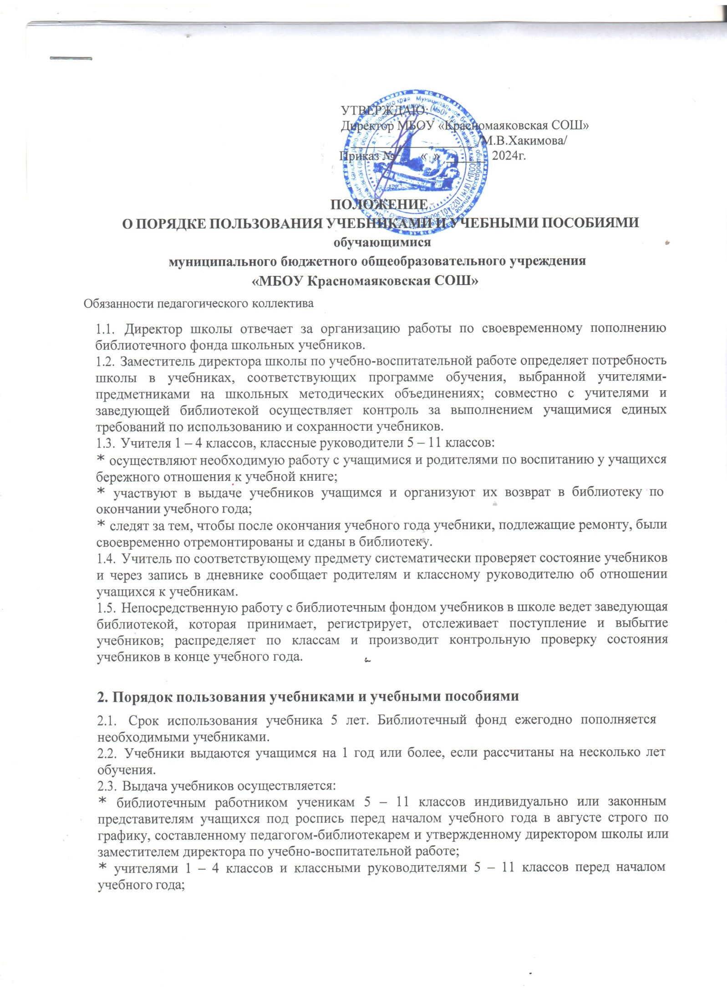 УТВЕРЖДАЮ:
Директор МБОУ «Красномаяковская СОШ»
/М.В.Хакимова/
Приказ № « » ______ 2024г.
ПОЛОЖЕНИЕ
О ПОРЯДКЕ ПОЛЬЗОВАНИЯ УЧЕБНИКАМИ И УЧЕБНЫМИ ПОСОБИЯМИ
обучающимися
муниципального бюджетного общеобразовательного учреждения
«МБОУ Красномаяковская СОШ»
Обязанности педагогического коллектива
1.1. Директор школы отвечает за организацию работы по своевременному пополнению
библиотечного фонда школьных учебников.
1.2. Заместитель директора школы по учебно-воспитательной работе определяет потребность
школы в учебниках, соответствующих программе обучения, выбранной учителями-
предметниками на школьных методических объединениях; совместно с учителями и
заведующей библиотекой осуществляет контроль за выполнением учащимися единых
требований по использованию и сохранности учебников.
1.3. Учителя 1 – 4 классов, классные руководители 5 – 11 классов:
* осуществляют необходимую работу с учащимися и родителями по воспитанию у учащихся
бережного отношения к учебной книге;
* участвуют в выдаче учебников учащимся и организуют их возврат в библиотеку по
окончании учебного года;
* следят за тем, чтобы после окончания учебного года учебники, подлежащие ремонту, были
своевременно отремонтированы и сданы в библиотеку.
1.4. Учитель по соответствующему предмету систематически проверяет состояние учебников
и через запись в дневнике сообщает родителям и классному руководителю об отношении
учащихся к учебникам.
1.5. Непосредственную работу с библиотечным фондом учебников в школе ведет заведующая
библиотекой, которая принимает, регистрирует, отслеживает поступление и выбытие
учебников; распределяет по классам и производит контрольную проверку состояния
учебников в конце учебного года.
2. Порядок пользования учебниками и учебными пособиями
2.1. Срок использования учебника 5 лет. Библиотечный фонд ежегодно пополняется
необходимыми учебниками.
2.2. Учебники выдаются учащимся на 1 год или более, если рассчитаны на несколько лет
обучения.
2.3. Выдача учебников осуществляется:
* библиотечным работником ученикам 5 – 11 классов индивидуально или законным
представителям учащихся под роспись перед началом учебного года в августе строго по
графику, составленному педагогом-библиотекарем и утвержденному директором школы или
заместителем директора по учебно-воспитательной работе;
* учителями 1 – 4 классов и классными руководителями 5 – 11 классов перед началом
учебного года;